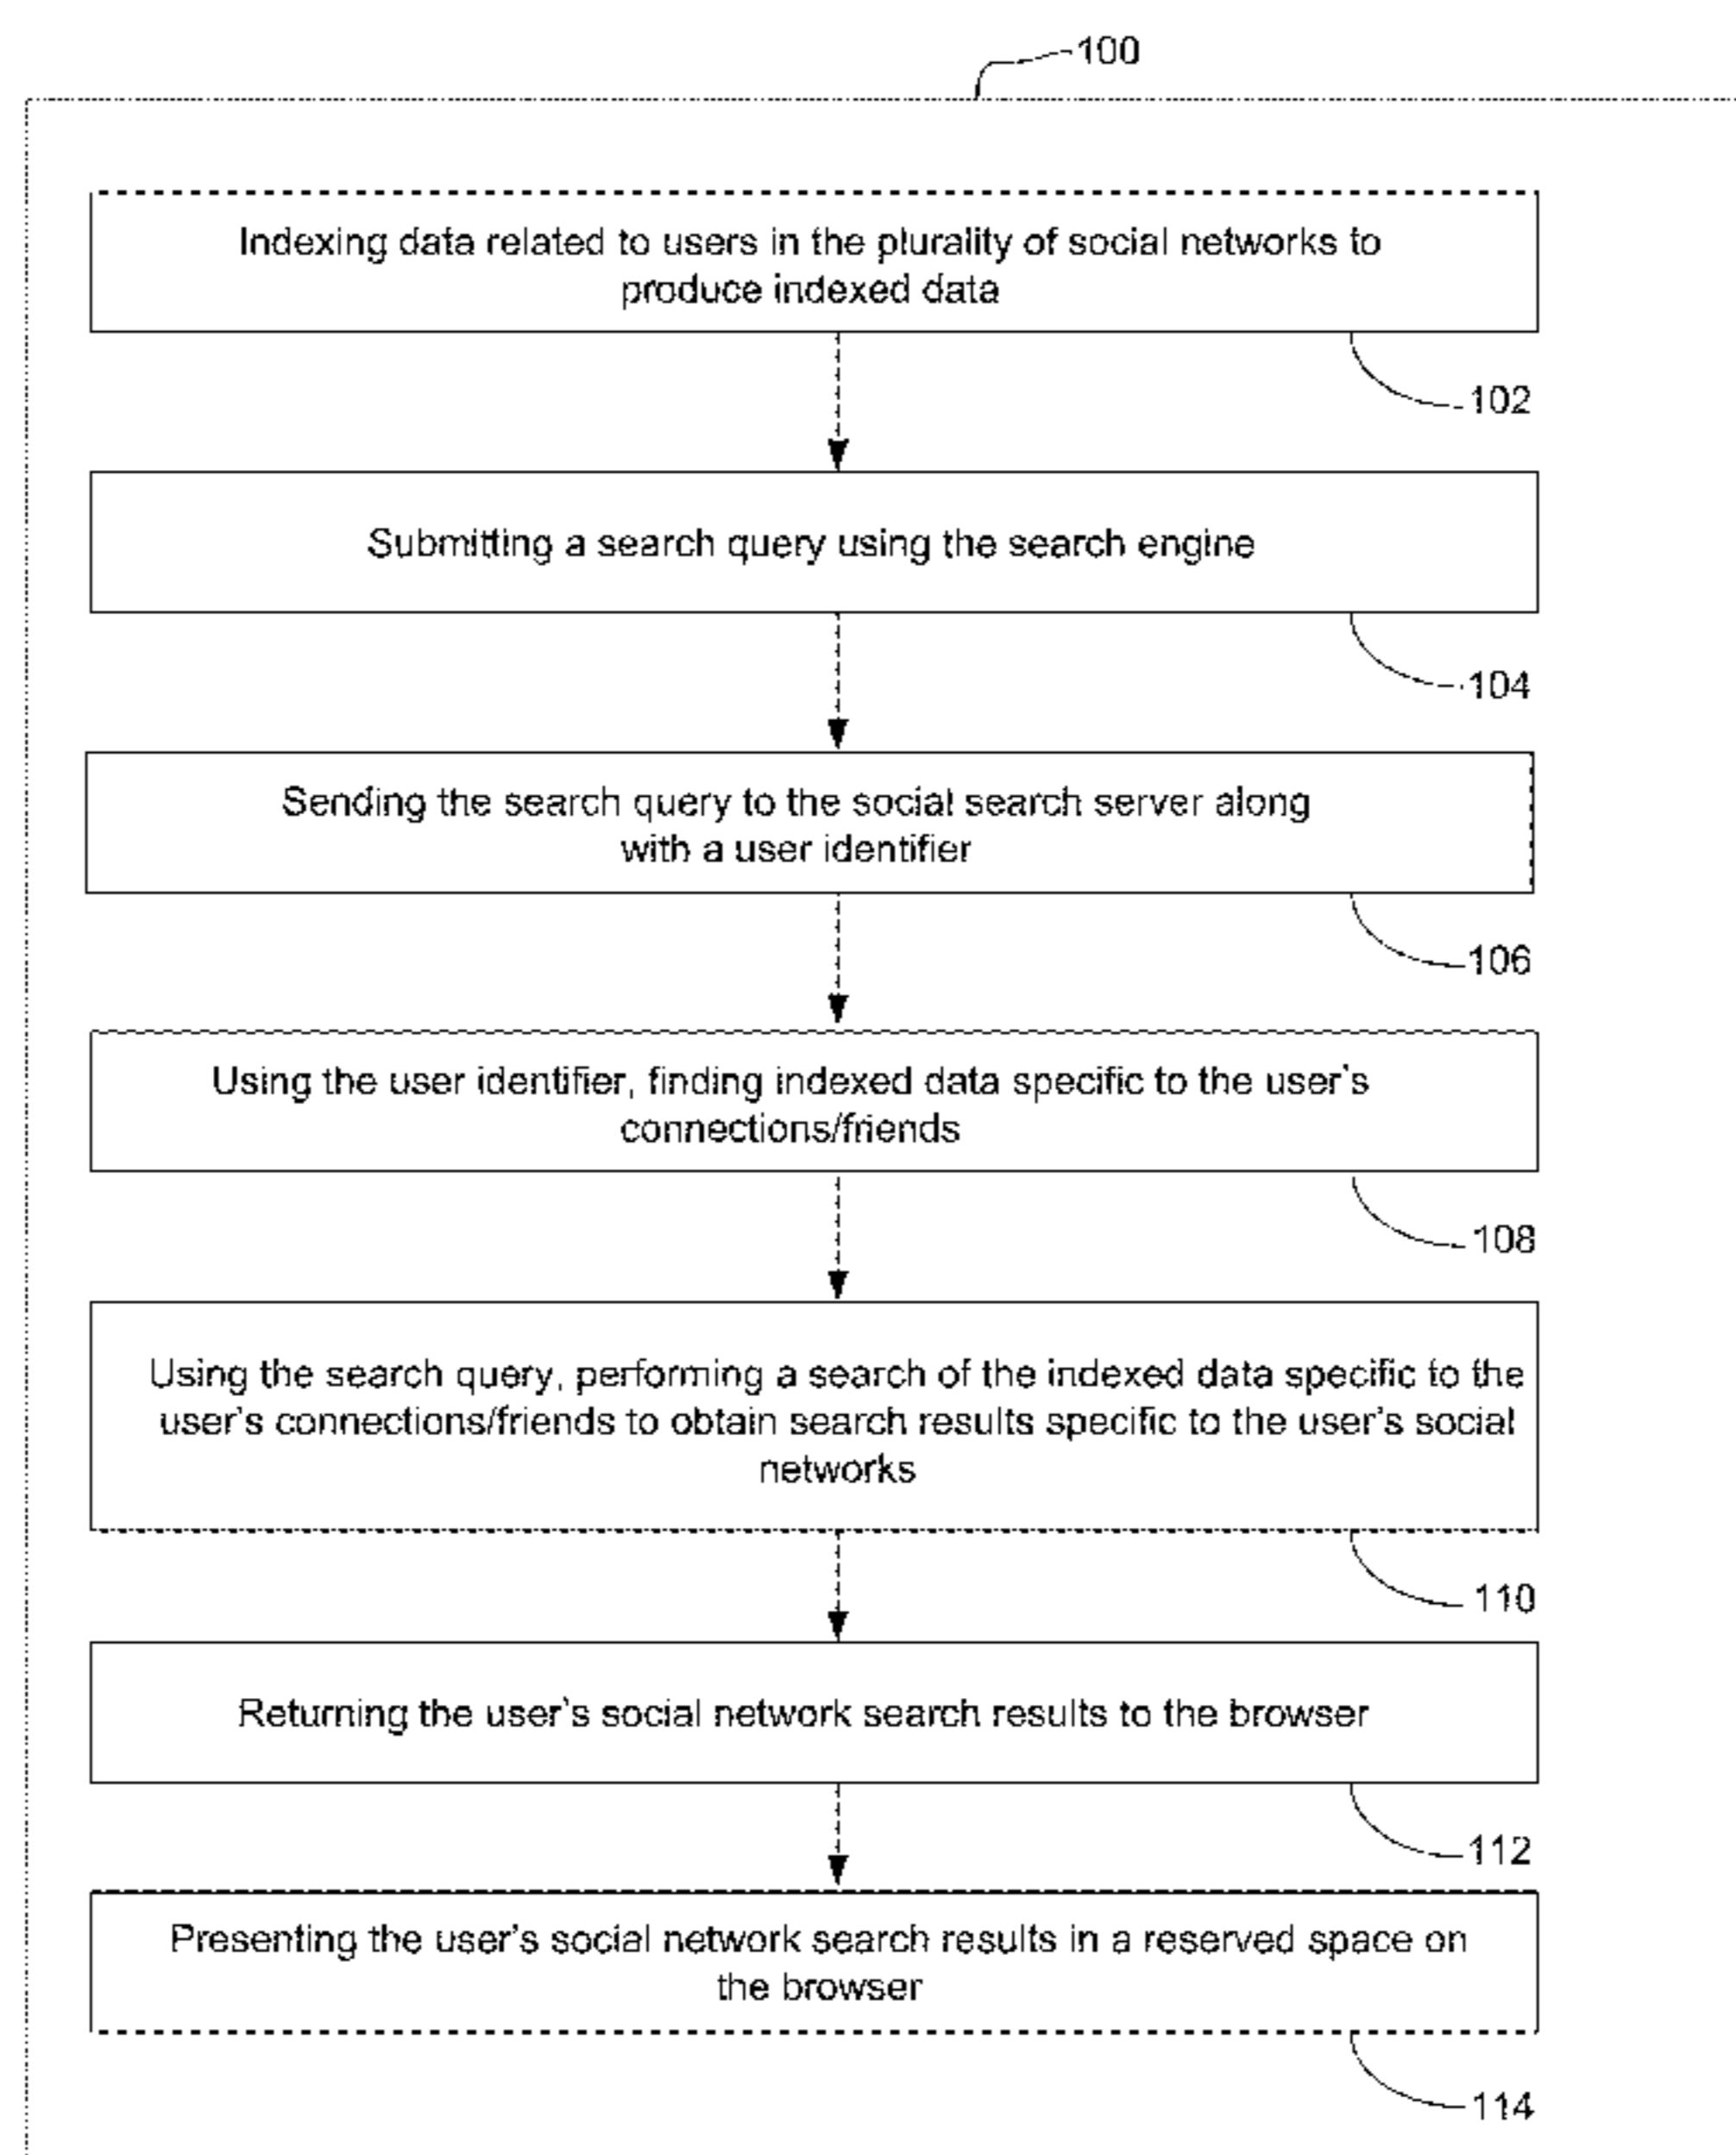 100
Indexing data related to users in the plurality of social networks to
produce indexed data
102
Submitting a search query using the search engine
104
Sending the search query to the social search server along
with a user identifier
106
Using the user identifier, finding indexed data specific to the user's
connections/friends
108
Using the search query, performing a search of the indexed data specific to the
user's connections/friends to obtain search results specific to the user's social
networks
110
Returning the user's social network search results to the browser
112
Presenting the user's social network search results in a reserved space on
the browser
114